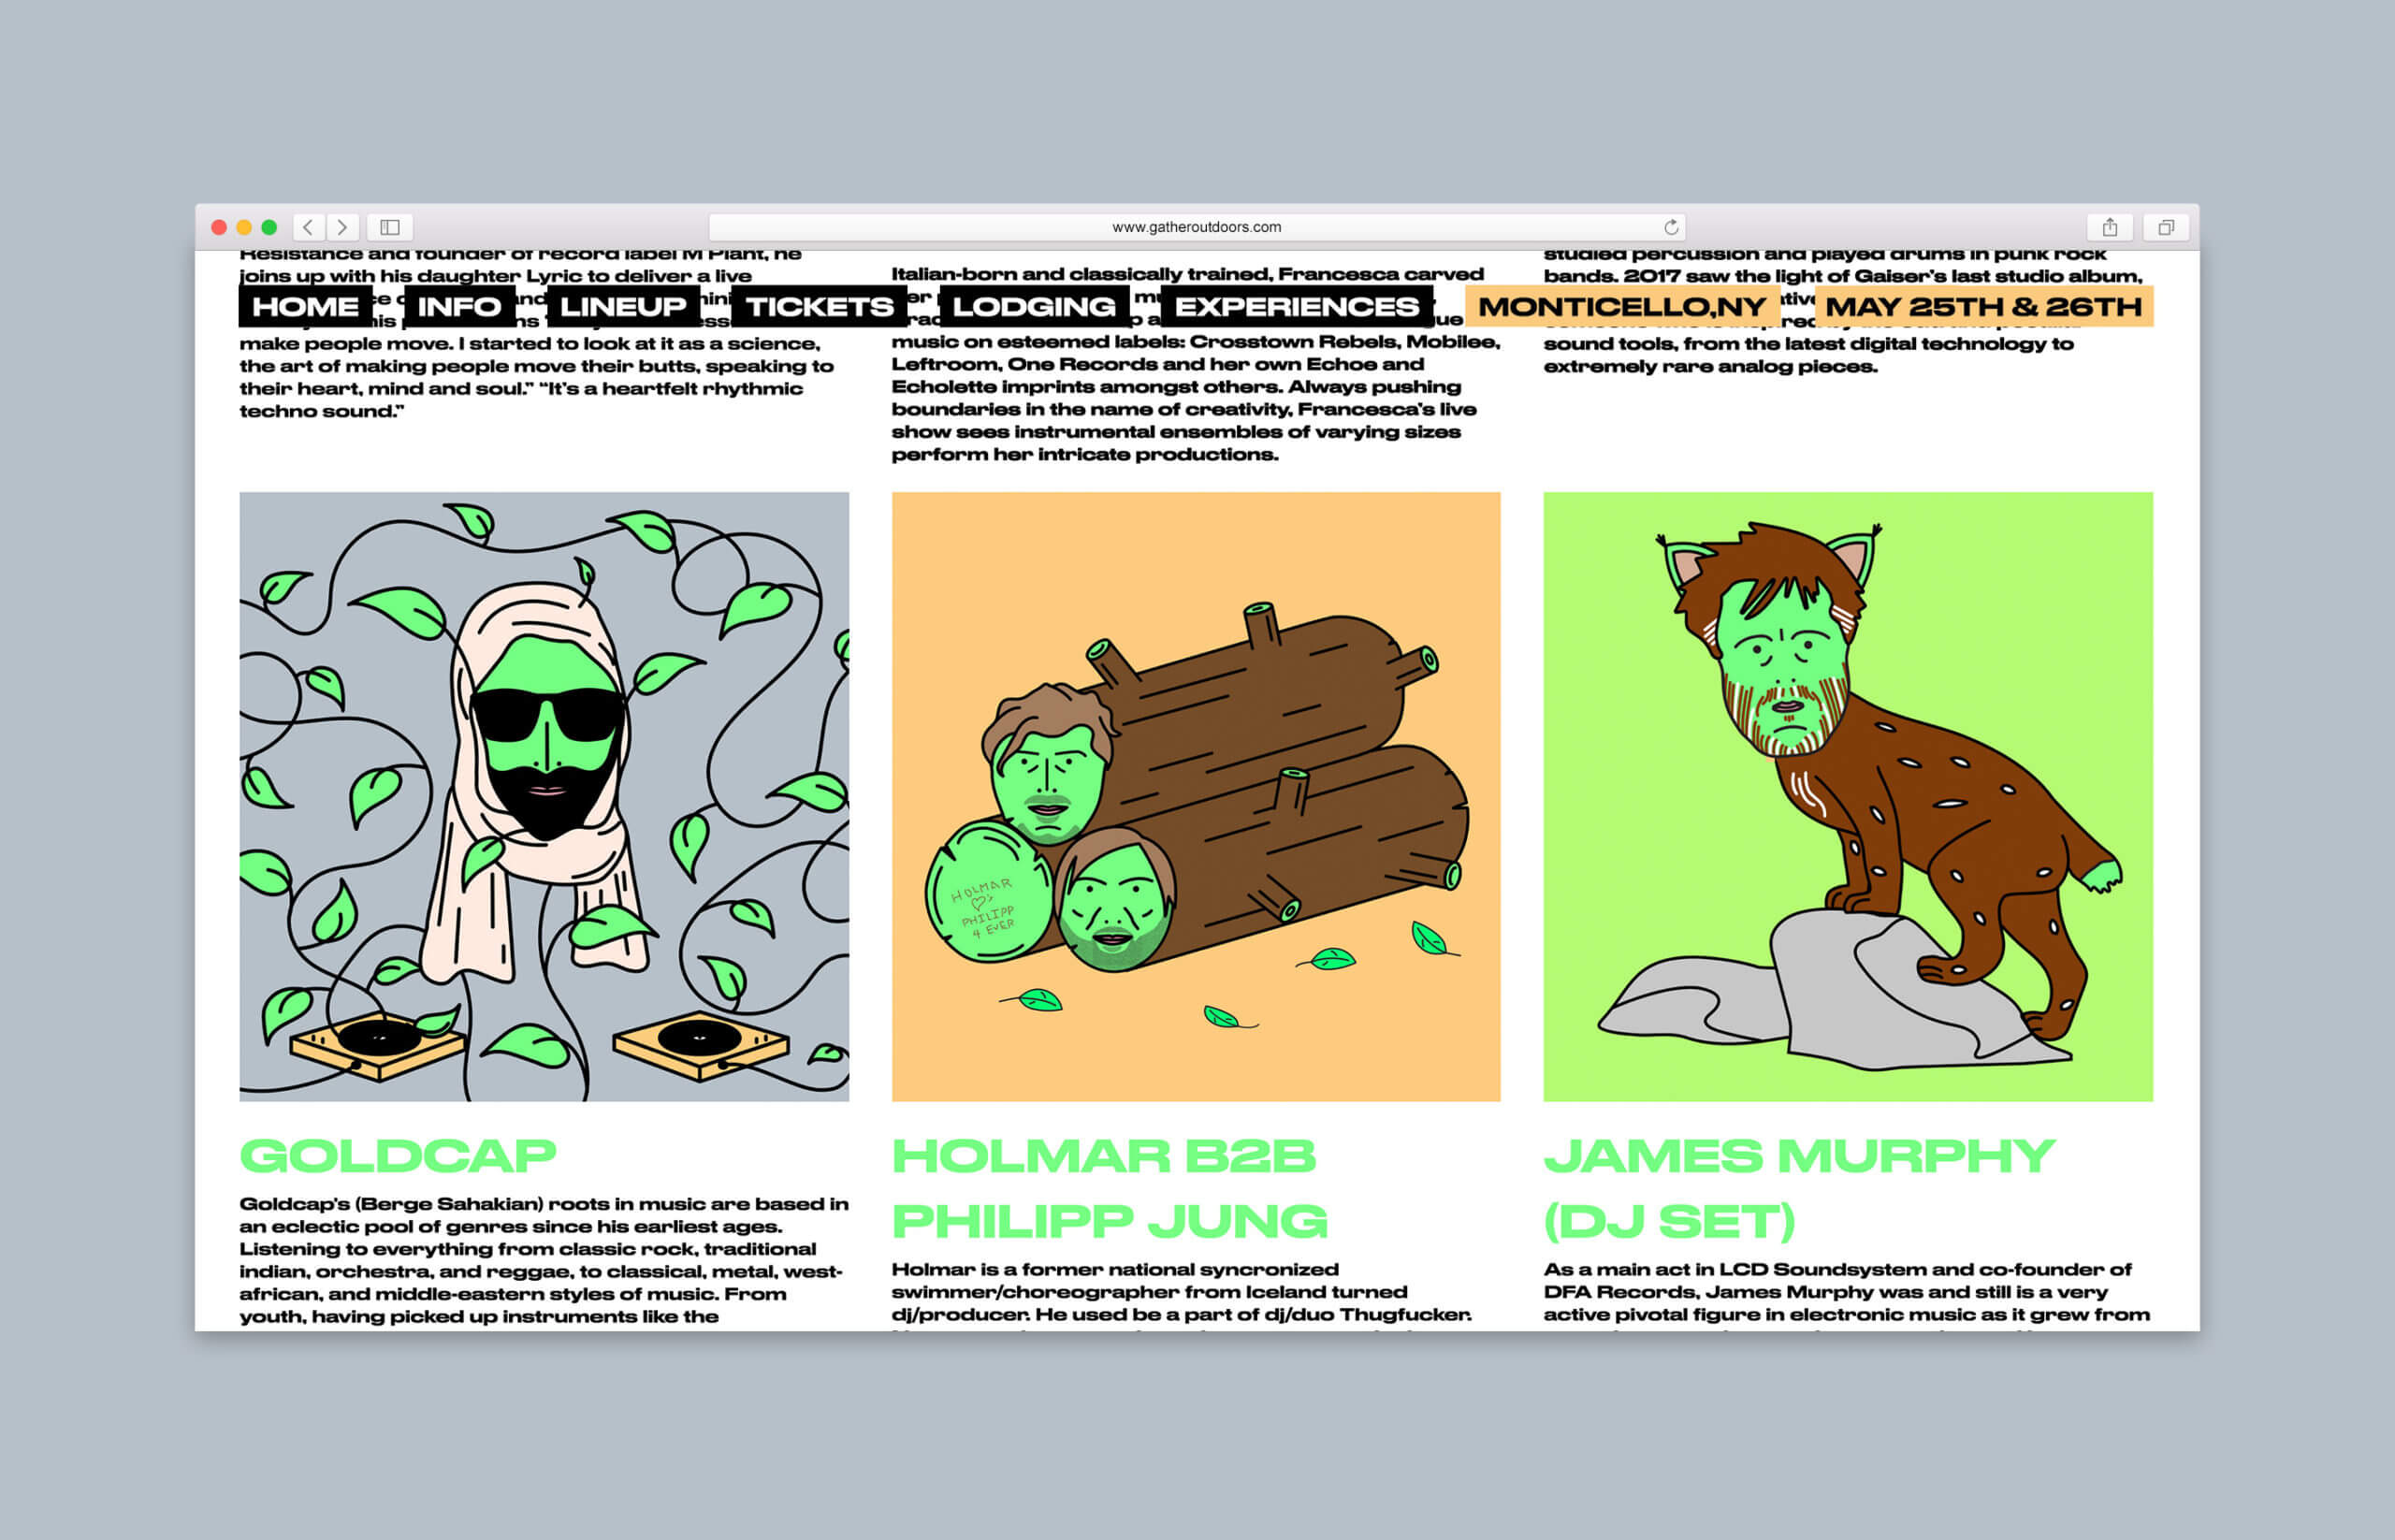 www.gatheroutdoors.com
Resistance and founder of record label M Plant, he
joins up with his daughter Lyric to deliver a live
make people move. I started to look at it as a science,
the art of making people move their butts, speaking to
their heart, mind and soul.” “It’s a heartfelt rhythmic
techno sound.”
Italian-born and classically trained, Francesca carved
music on esteemed labels: Crosstown Rebels, Mobilee,
Leftroom, One Records and her own Echoe and
Echolette imprints amongst others. Always pushing
boundaries in the name of creativity, Francesca's live
show sees instrumental ensembles of varying sizes
perform her intricate productions.
studied percussion and played drums in punk rock
bands. 2017 saw the light of Gaiser's last studio album,
sound tools, from the latest digital technology to
extremely rare analog pieces.
HOME INFO LINEUP TICKETS LODGING EXPERIENCES MONTICELLO,NY MAY 25TH & 26TH
HOLMAR
PHILIPP
4 EVER
GOLDCAP
Goldcap's (Berge Sahakian) roots in music are based in
an eclectic pool of genres since his earliest ages.
Listening to everything from classic rock, traditional
indian, orchestra, and reggae, to classical, metal, west-
african, and middle-eastern styles of music. From
youth, having picked up instruments like the
HOLMAR B2B
PHILIPP JUNG
Holmar is a former national syncronized
swimmer/choreographer from Iceland turned
dj/producer. He used be a part of dj/duo Thugfucker.
JAMES MURPHY
(DJ SET)
As a main act in LCD Soundsystem and co-founder of
DFA Records, James Murphy was and still is a very
active pivotal figure in electronic music as it grew from